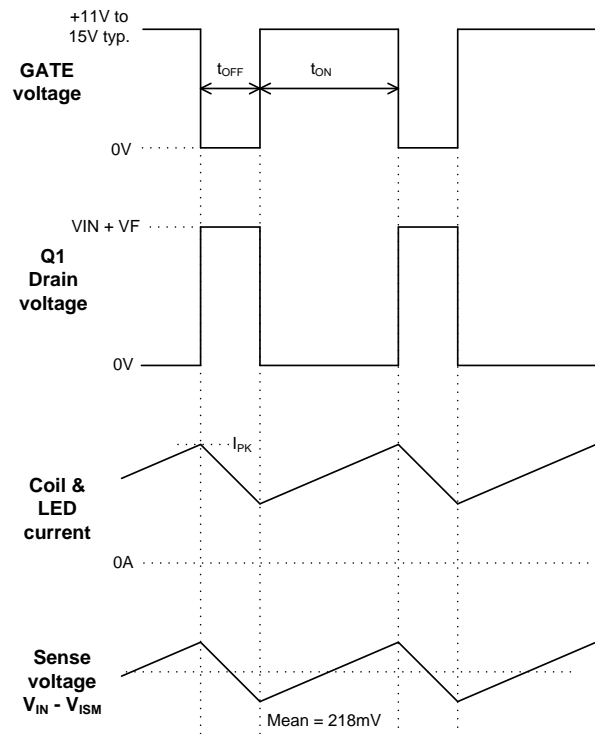 +11V to
15V typ.
GATE
voltage
tOFF
tON
0V
VIN + VF
Q1
Drain
voltage
0V
IPK
Coil &
LED
current
0A
Sense
voltage
VIN - VISM
Mean = 218mV